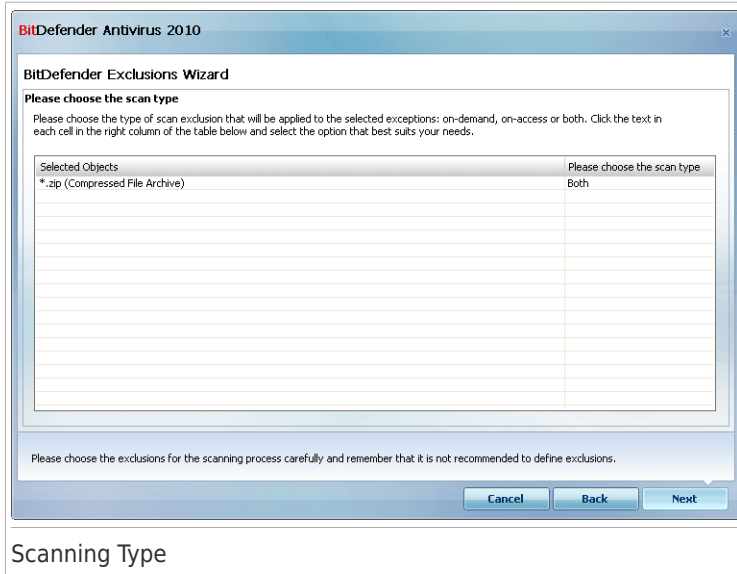 BitDefender Antivirus 2010
BitDefender Exclusions Wizard
Please choose the scan type
Please choose the type of scan exclusion that will be applied to the selected exceptions: on-demand, on-access or both. Click the text in
each cell in the right column of the table below and select the option that best suits your needs.
Selected Objects Please choose the scan type
*.zip (Compressed File Archive) Both
Please choose the exclusions for the scanning process carefully and remember that it is not recommended to define exclusions.
Cancel Back Next
Scanning Type